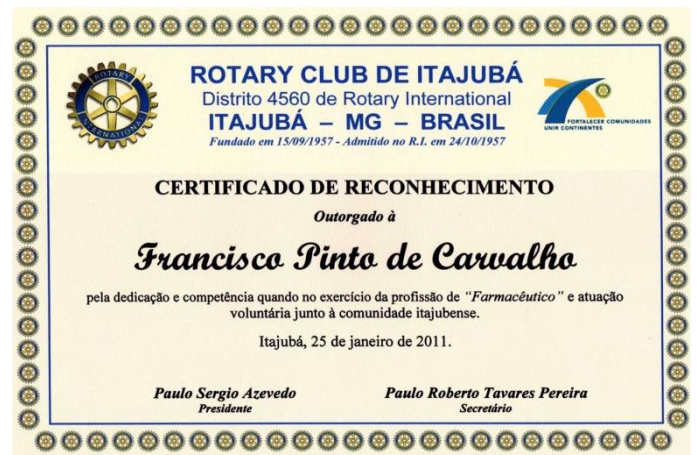 ROTARY INTERNATIONAL
ROTARY CLUB DE ITAJUBÁ
Distrito 4560 de Rotary International
ITAJUBÁ – MG – BRASIL
Fundado em 15/09/1957 - Admitido no R.I. em 24/10/1957
FORTALECER COMUNIDADES
UNIR CONTINENTES
CERTIFICADO DE RECONHECIMENTO
Outorgado à
Francisco Pinto de Carvalho
pela dedicação e competência quando no exercício da profissão de “Farmacêutico” e atuação
voluntária junto à comunidade itajubense.
Itajubá, 25 de janeiro de 2011.
Paulo Sergio Azevedo
Presidente
Paulo Roberto Tavares Pereira
Secretário